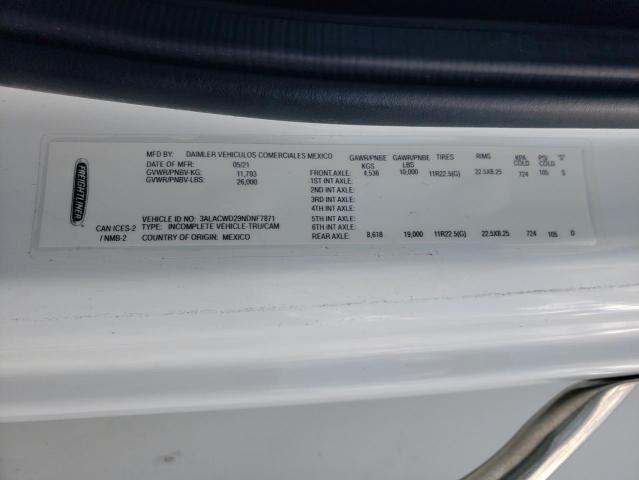 FREIGHTLINER
CAN ICES-2
/ NMB-2
MFD BY: DAIMLER VEHICULOS COMERCIALES MEXICO
DATE OF MFR: 05/21
GVWR/PNBV-KG: 11,793
GVWR/PNBV-LBS: 26,000
VEHICLE ID: 3ALACWD29NDNF7871
TYPE: INCOMPLETE VEHICLE-TRU/CAM
COUNTRY OF ORIGIN: MEXICO
GAWR/PNBE KGS GAWR/PNBE LBS TIRES RIMS KPA COLD PSI COLD "S"
FRONT AXLE: 4,536 10,000 11R22.5(G) 22.5X8.25 724 105 S
1ST INT AXLE:
2ND INT AXLE:
3RD INT AXLE:
4TH INT AXLE:
5TH INT AXLE:
6TH INT AXLE:
REAR AXLE: 8,618 19,000 11R22.5(G) 22.5X8.25 724 105 D